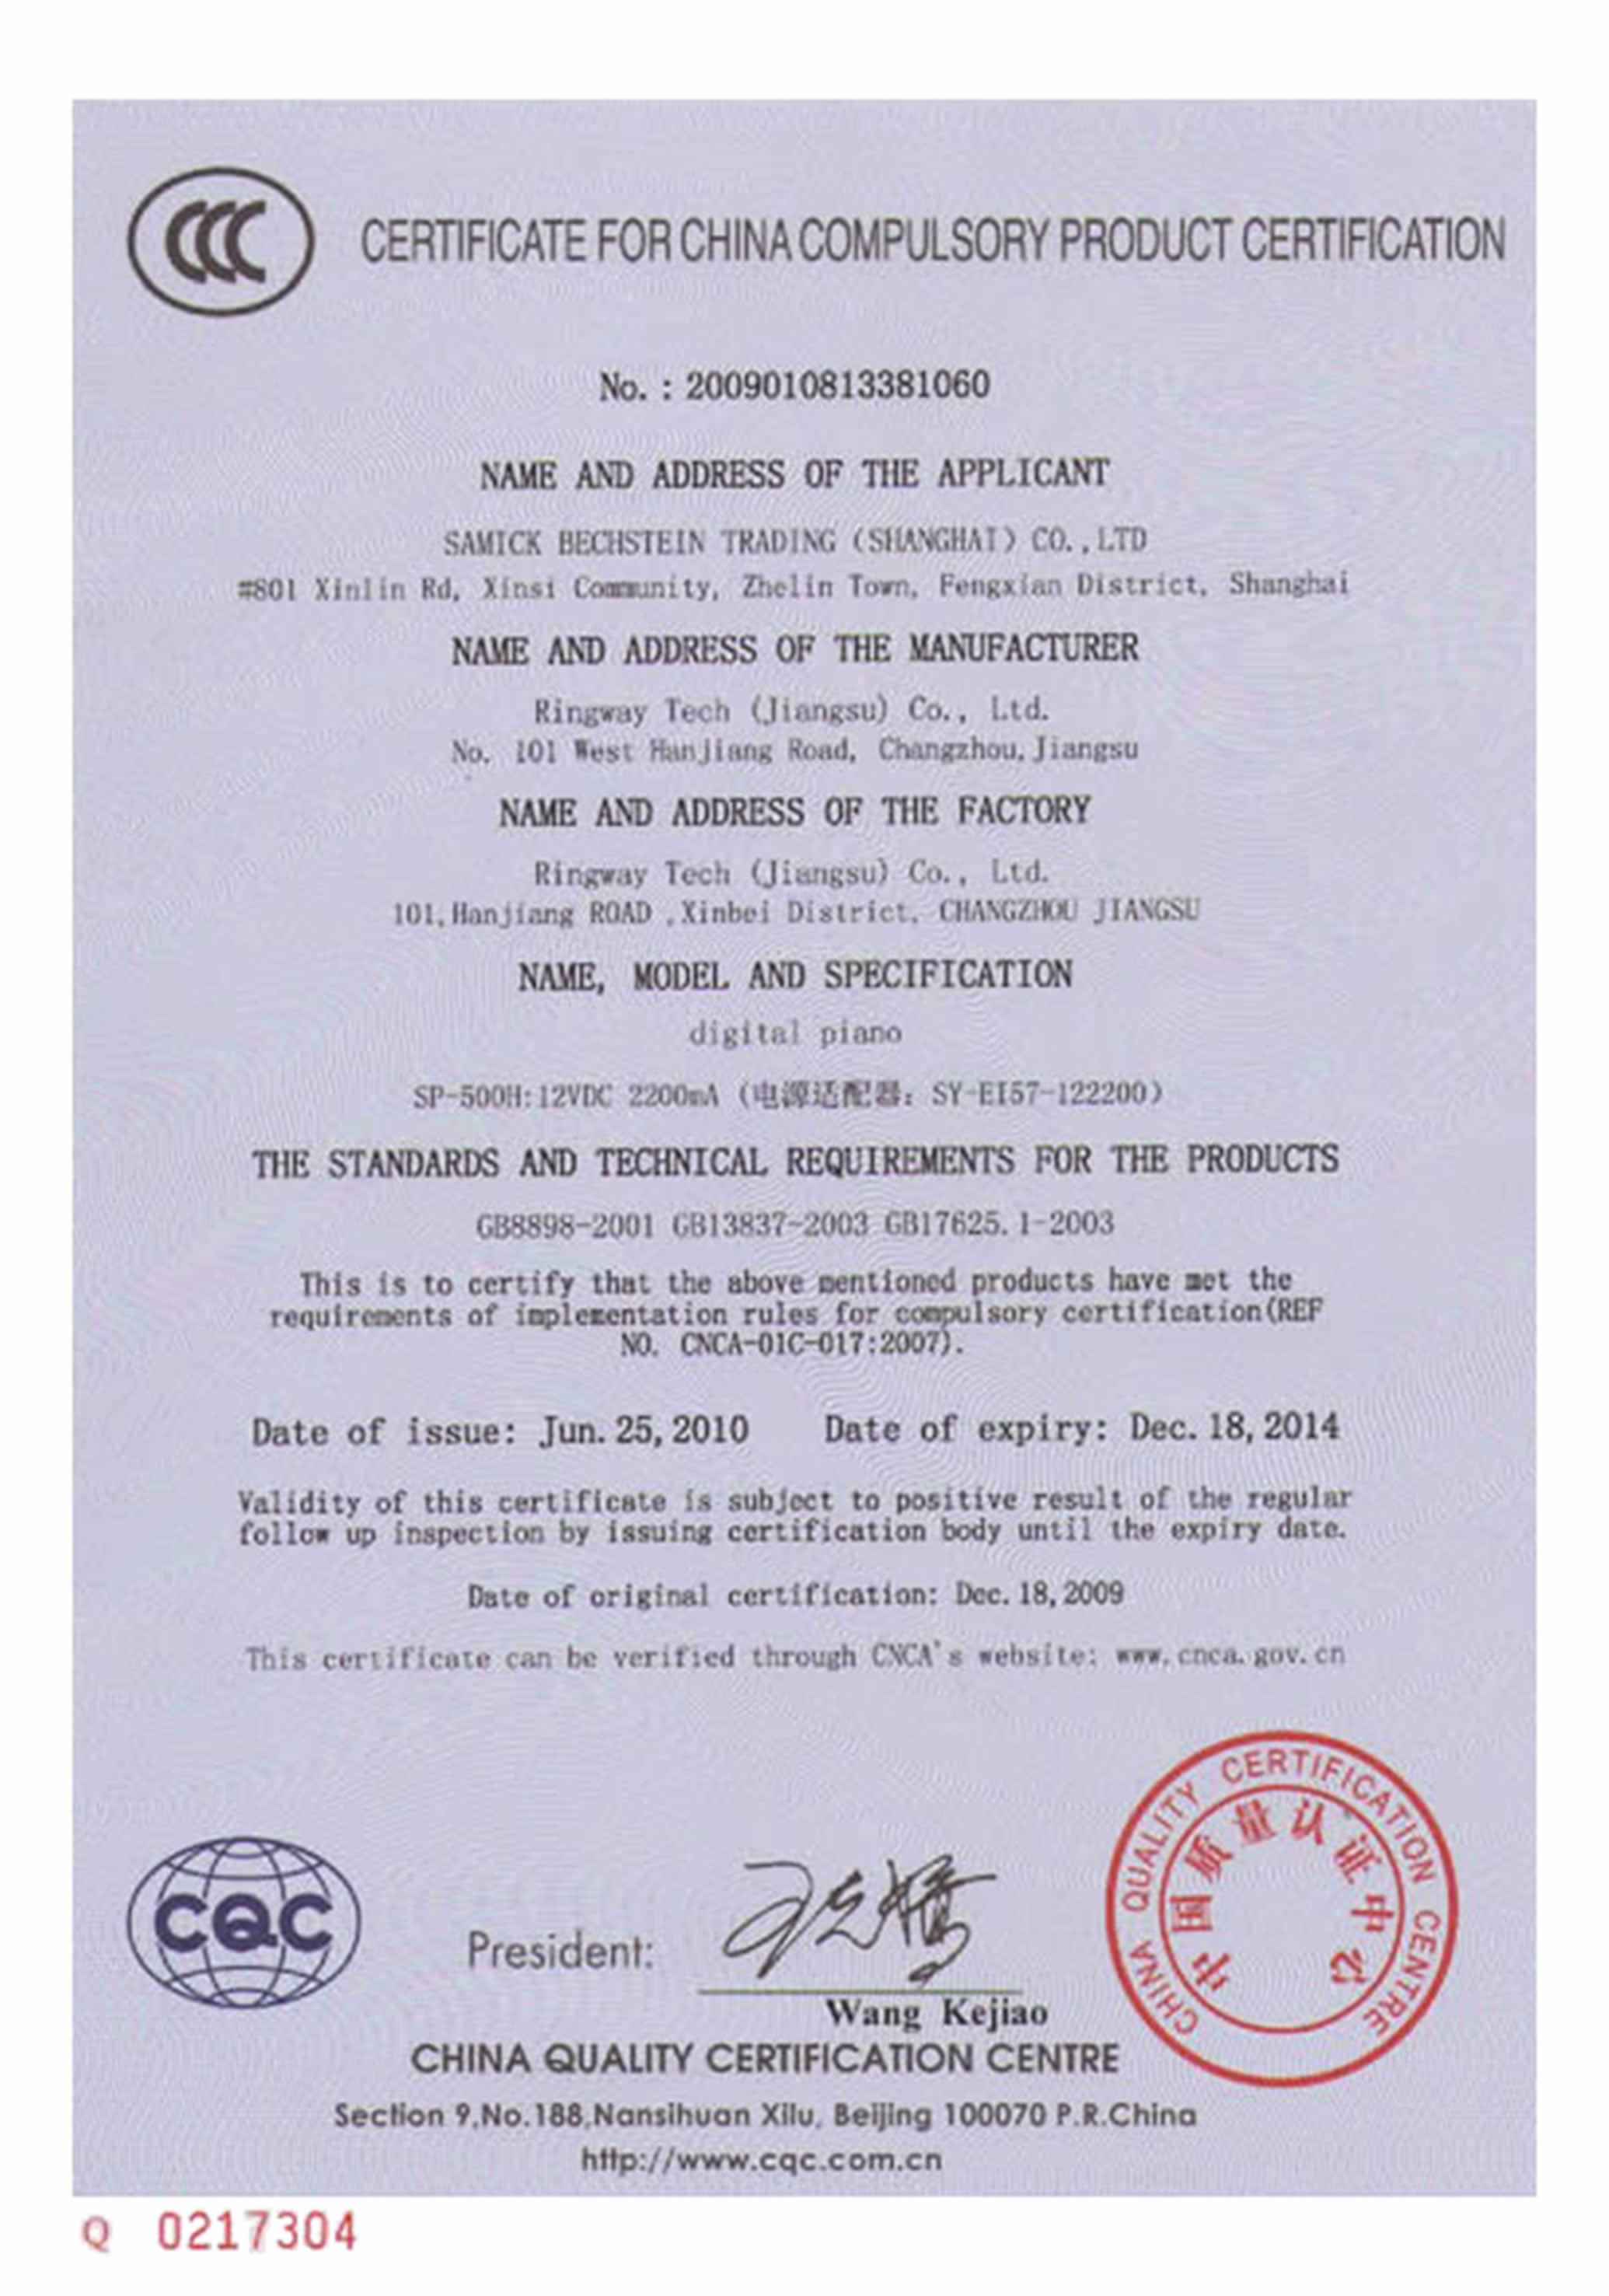 CCC CERTIFICATE FOR CHINA COMPULSORY PRODUCT CERTIFICATION
No. : 2009010813381060
NAME AND ADDRESS OF THE APPLICANT
SAMICK BECHSTEIN TRADING (SHANGHAI) CO.,LTD
#801 Xinlin Rd, Xinsi Community, Zhelin Town, Fengxian District, Shanghai
NAME AND ADDRESS OF THE MANUFACTURER
Ringway Tech (Jiangsu) Co., Ltd.
No. 101 West Hanjiang Road, Changzhou,Jiangsu
NAME AND ADDRESS OF THE FACTORY
Ringway Tech (Jiangsu) Co., Ltd.
101,Hanjiang ROAD ,Xinbei District, CHANGZHOU JIANGSU
NAME, MODEL AND SPECIFICATION
digital piano
SP-500H:12VDC 2200mA (电源适配器: SY-EI57-122200)
THE STANDARDS AND TECHNICAL REQUIREMENTS FOR THE PRODUCTS
GB8898-2001 GB13837-2003 GB17625.1-2003
This is to certify that the above mentioned products have met the
requirements of implementation rules for compulsory certification(REF
NO. CNCA-01C-017:2007).
Date of issue: Jun.25,2010 Date of expiry: Dec.18,2014
Validity of this certificate is subject to positive result of the regular
follow up inspection by issuing certification body until the expiry date.
Date of original certification: Dec.18,2009
This certificate can be verified through CNCA's website: www.cnca.gov.cn
CHINA QUALITY CERTIFICATION CENTRE
中国质量认证中心
CQC
President:
Wang Kejiao
CHINA QUALITY CERTIFICATION CENTRE
Section 9,No.188,Nansihuan Xilu, Beijing 100070 P.R.China
http://www.cqc.com.cn
Q 0217304